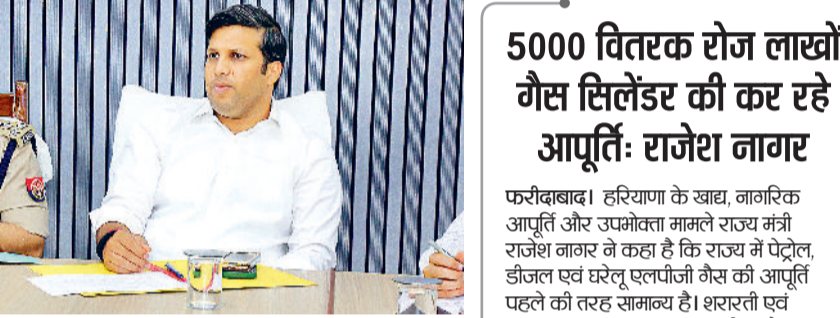 5000 वितरक रोज लाखों
गैस सिलेंडर की कर रहे
आपूर्तिः राजेश नागर
फरीदाबाद। हरियाणा के खाद्य, नागरिक
आपूर्ति और उपभोक्ता मामले राज्य मंत्री
राजेश नागर ने कहा है कि राज्य में पेट्रोल,
डीजल एवं घरेलू एलपीजी गैस की आपूर्ति
पहले की तरह सामान्य है। शरारती एवं